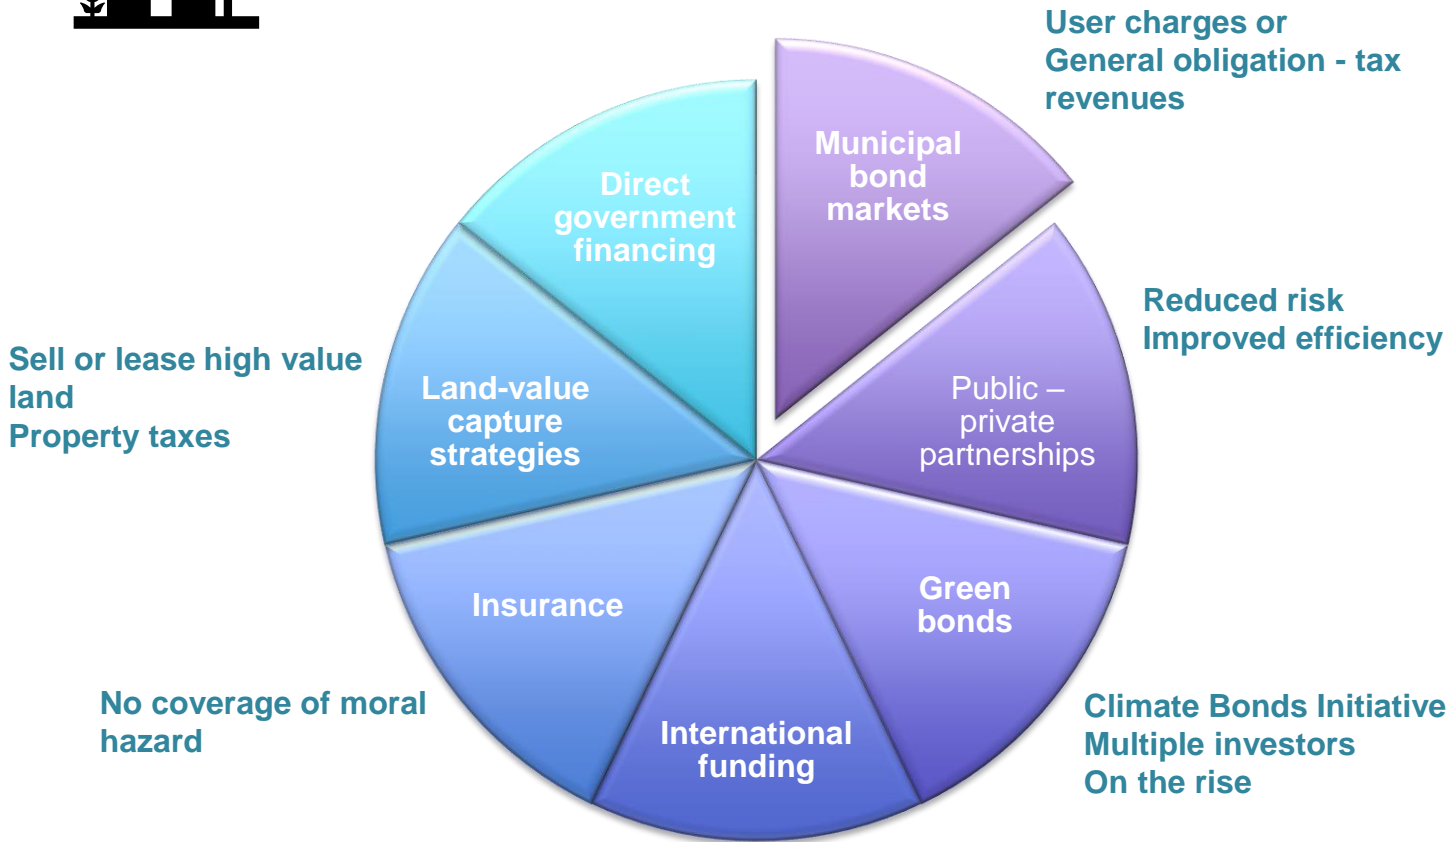 User charges or
General obligation - tax
revenues
Municipal
bond
markets
Direct
government
financing
Reduced risk
Improved efficiency
Public –
private
partnerships
Sell or lease high value
land
Property taxes
Land-value
capture
strategies
Green
bonds
Insurance
Climate Bonds Initiative
Multiple investors
On the rise
No coverage of moral
hazard
International
funding